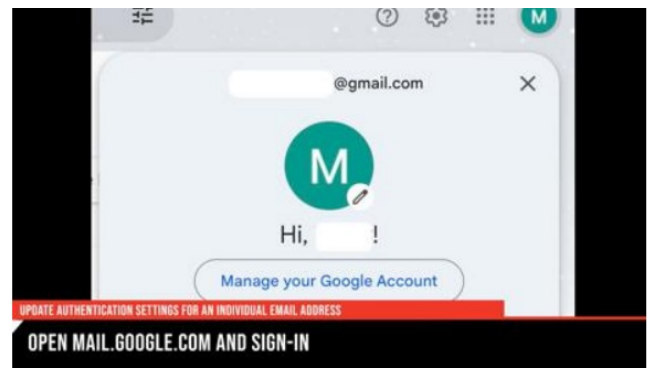 M
@gmail.com
M
Hi, !
Manage your Google Account
UPDATE AUTHENTICATION SETTINGS FOR AN INDIVIDUAL EMAIL ADDRESS
OPEN MAIL.GOOGLE.COM AND SIGN-IN